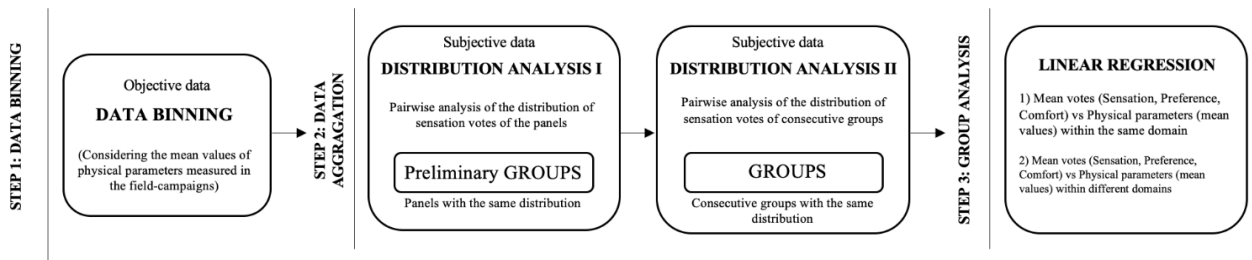 STEP 1: DATA BINNING
Objective data
DATA BINNING
(Considering the mean values of
physical parameters measured in
the field-campaigns)
STEP 2: DATA
AGGRAGATION
Subjective data
DISTRIBUTION ANALYSIS I
Pairwise analysis of the distribution of
sensation votes of the panels
Preliminary GROUPS
Panels with the same distribution
Subjective data
DISTRIBUTION ANALYSIS II
Pairwise analysis of the distribution of
sensation votes of consecutive groups
GROUPS
Consecutive groups with the same
distribution
STEP 3: GROUP ANALYSIS
LINEAR REGRESSION
1) Mean votes (Sensation, Preference,
Comfort) vs Physical parameters (mean
values) within the same domain
2) Mean votes (Sensation, Preference,
Comfort) vs Physical parameters (mean
values) within different domains